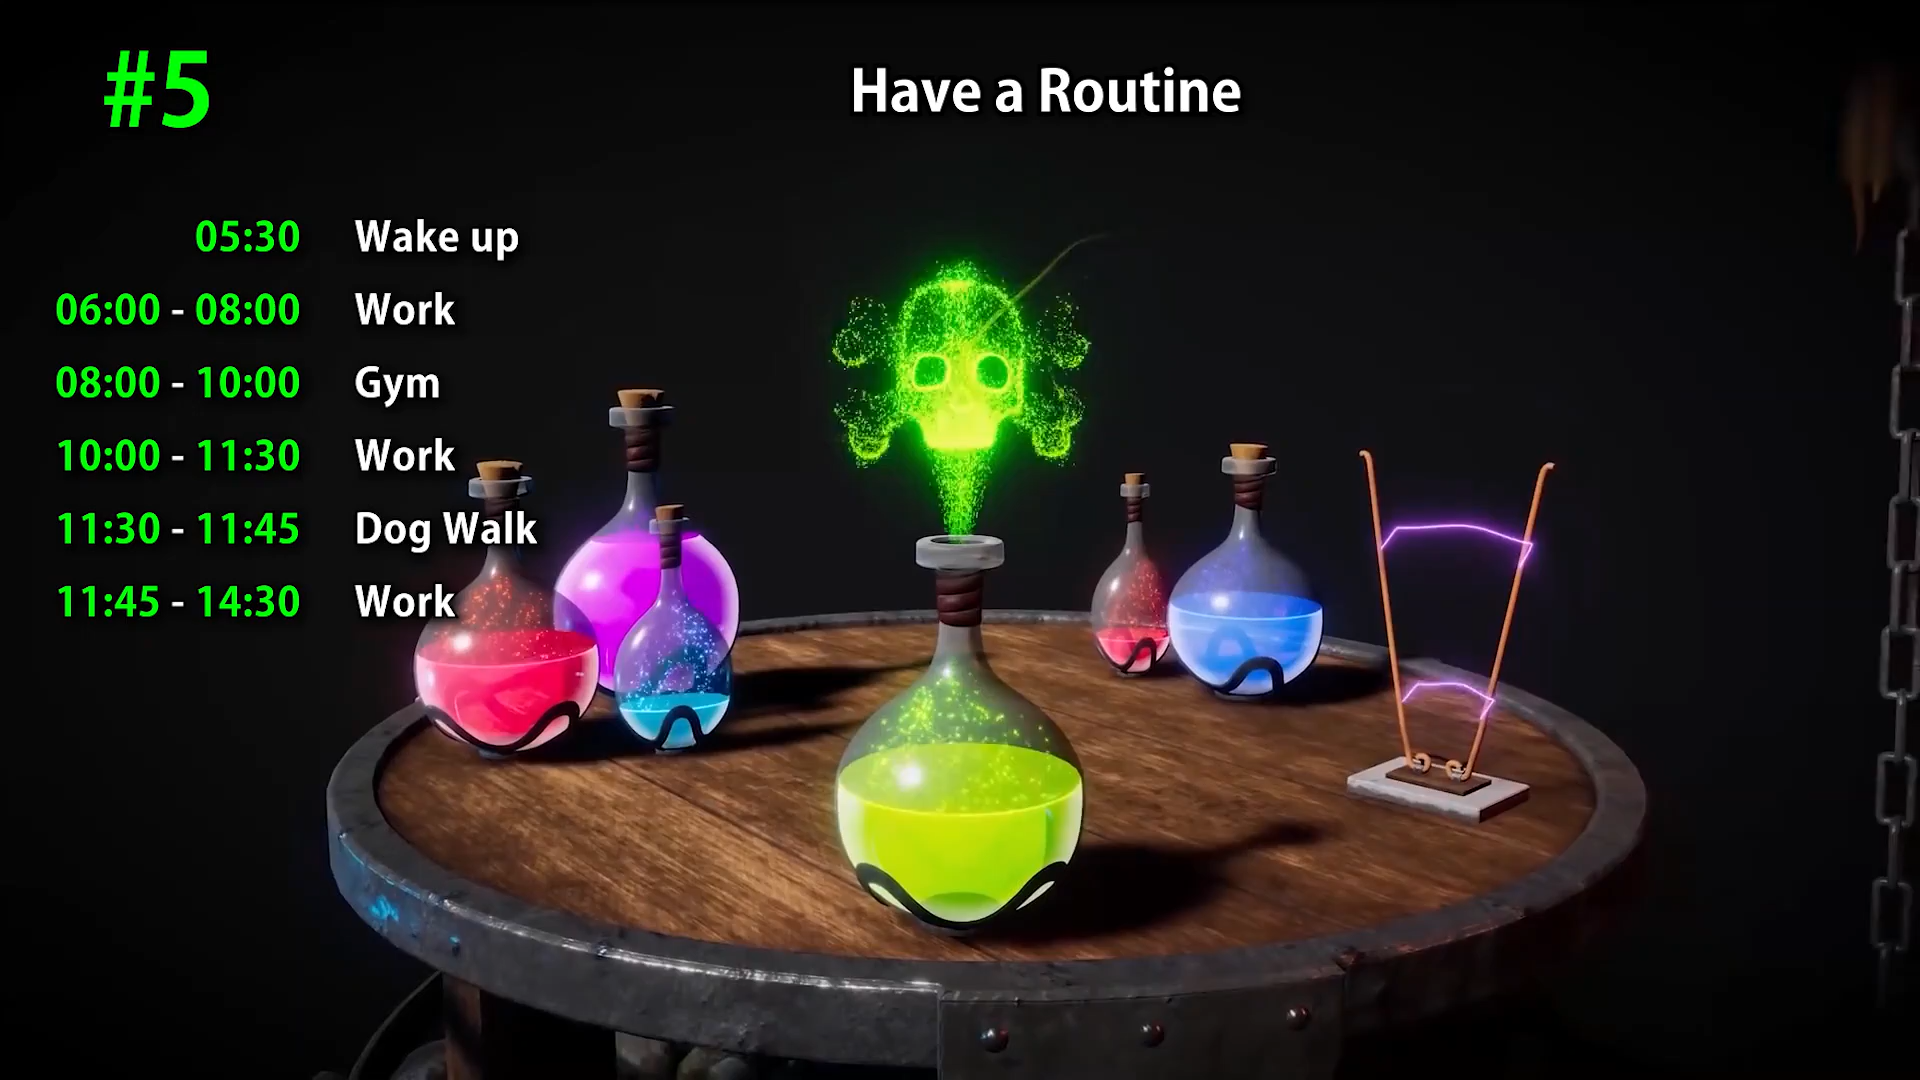 #5
Have a Routine
05:30 Wake up
06:00 - 08:00 Work
08:00 - 10:00 Gym
10:00 - 11:30 Work
11:30 - 11:45 Dog Walk
11:45 - 14:30 Work